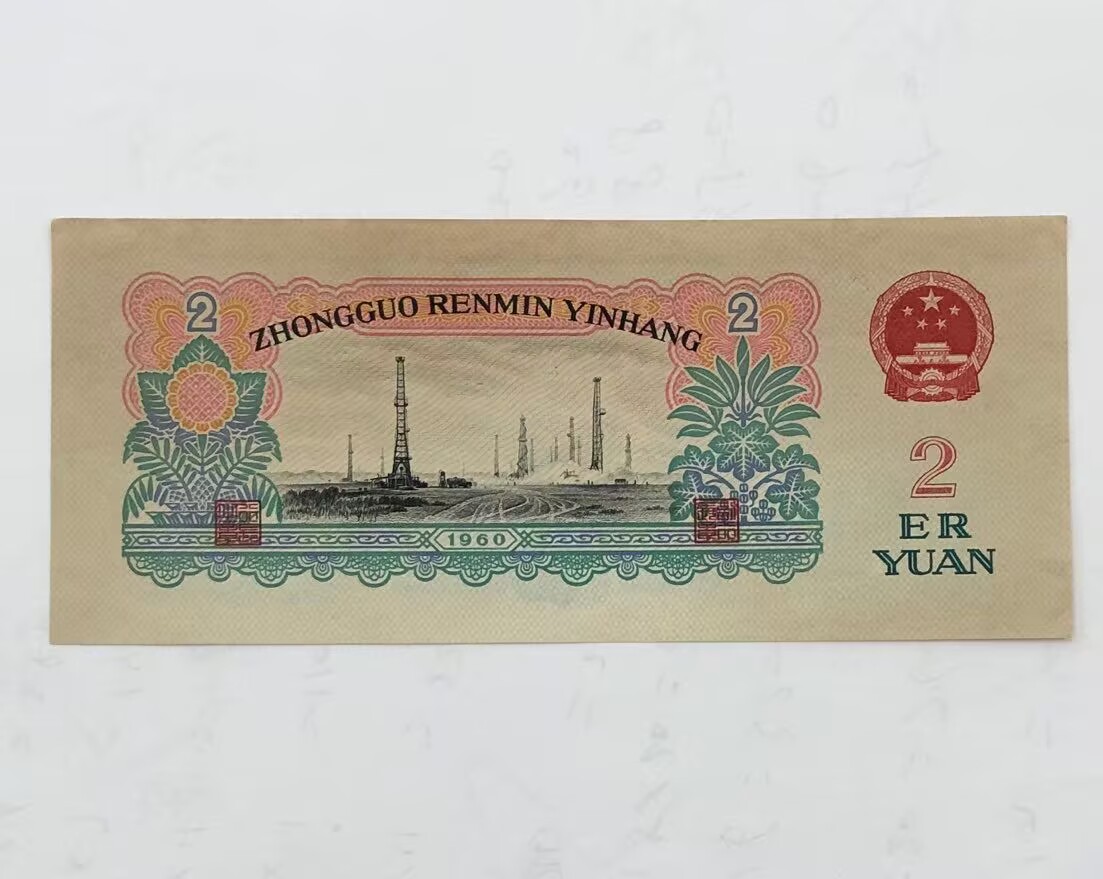 2
ZHONGGUO RENMIN YINHANG
2
1960
2
ER
YUAN